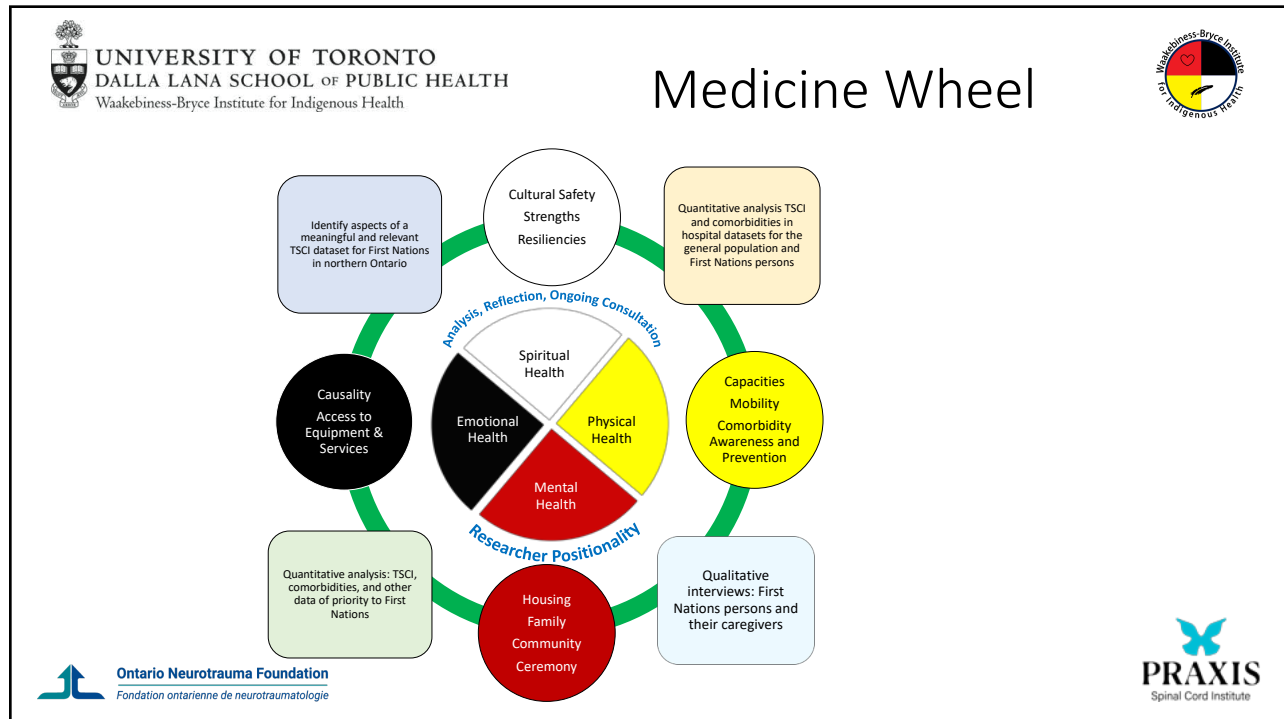 UNIVERSITY OF TORONTO
DALLA LANA SCHOOL OF PUBLIC HEALTH
Waakebiness-Bryce Institute for Indigenous Health
Medicine Wheel
Waakebiness-Bryce Institute
for Indigenous Health
Identify aspects of a
meaningful and relevant
TSCI dataset for First Nations
in northern Ontario
Cultural Safety
Strengths
Resiliencies
Quantitative analysis TSCI
and comorbidities in
hospital datasets for the
general population and
First Nations persons
Analysis, Reflection, Ongoing Consultation
Spiritual
Health
Causality
Access to
Equipment &
Services
Emotional
Health
Physical
Health
Capacities
Mobility
Comorbidity
Awareness and
Prevention
Mental
Health
Researcher Positionality
Quantitative analysis: TSCI,
comorbidities, and other
data of priority to First
Nations
Housing
Family
Community
Ceremony
Qualitative
interviews: First
Nations persons and
their caregivers
Ontario Neurotrauma Foundation
Fondation ontarienne de neurotraumatologie
PRAXIS
Spinal Cord Institute